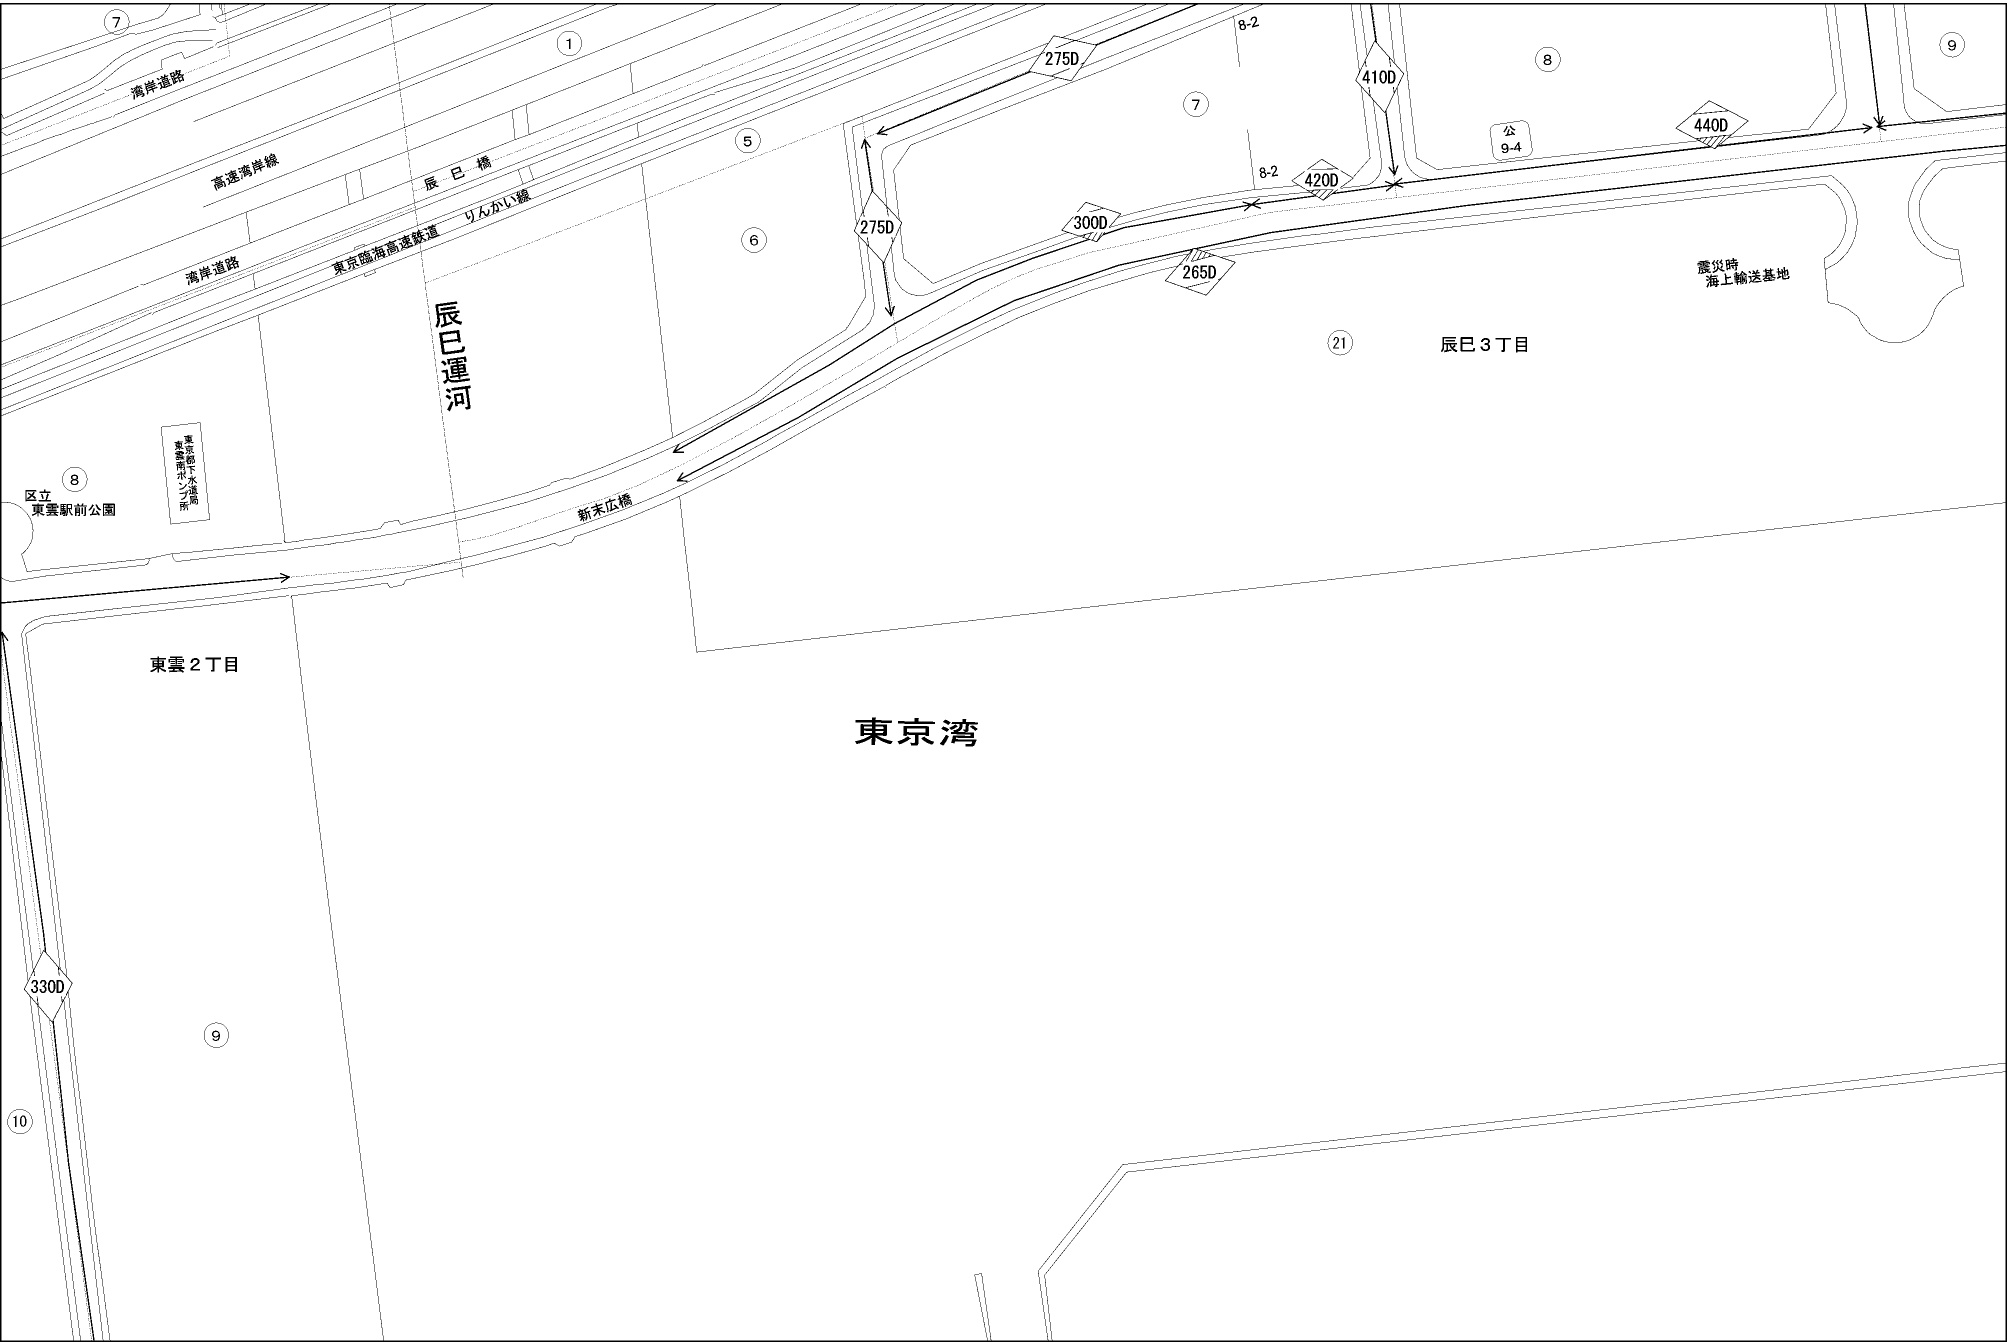 7
1
8-2
275D
410D
8
9
湾岸道路
7
440D
公
9-4
5
高速湾岸線
辰巳橋
8-2
420D
りんかい線
300D
275D
6
東京臨海高速鉄道
湾岸道路
265D
震災時
海上輸送基地
辰巳運河
21
辰巳3丁目
東京都下水道局
東雲南ポンプ所
8
区立
東雲駅前公園
新末広橋
東雲2丁目
東京湾
330D
9
10